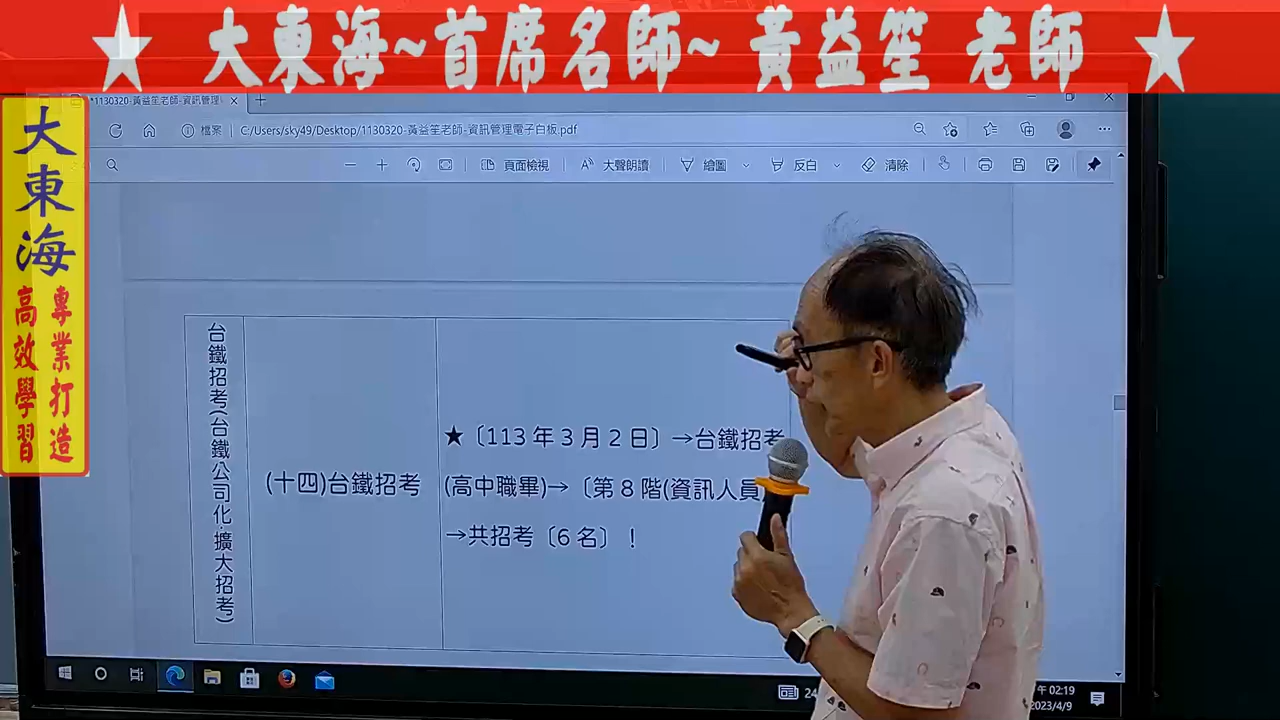 ★ 大東海~首席名師~ 黃益笙 老師 ★
大東海
專業打造
高效學習
1130320-黃益笙老師-資訊管理
檔案
C:/Users/sky49/Desktop/1130320-黃益笙老師-資訊管理電子白板.pdf
頁面檢視
大聲朗讀
繪圖
反白
清除
台鐵招考(台鐵公司化.擴大招考)
(十四)台鐵招考
★〔113 年 3 月 2 日〕→台鐵招考
(高中職畢)→〔第 8 階(資訊人員
→共招考〔6 名〕！
24
午 02:19
2023/4/9